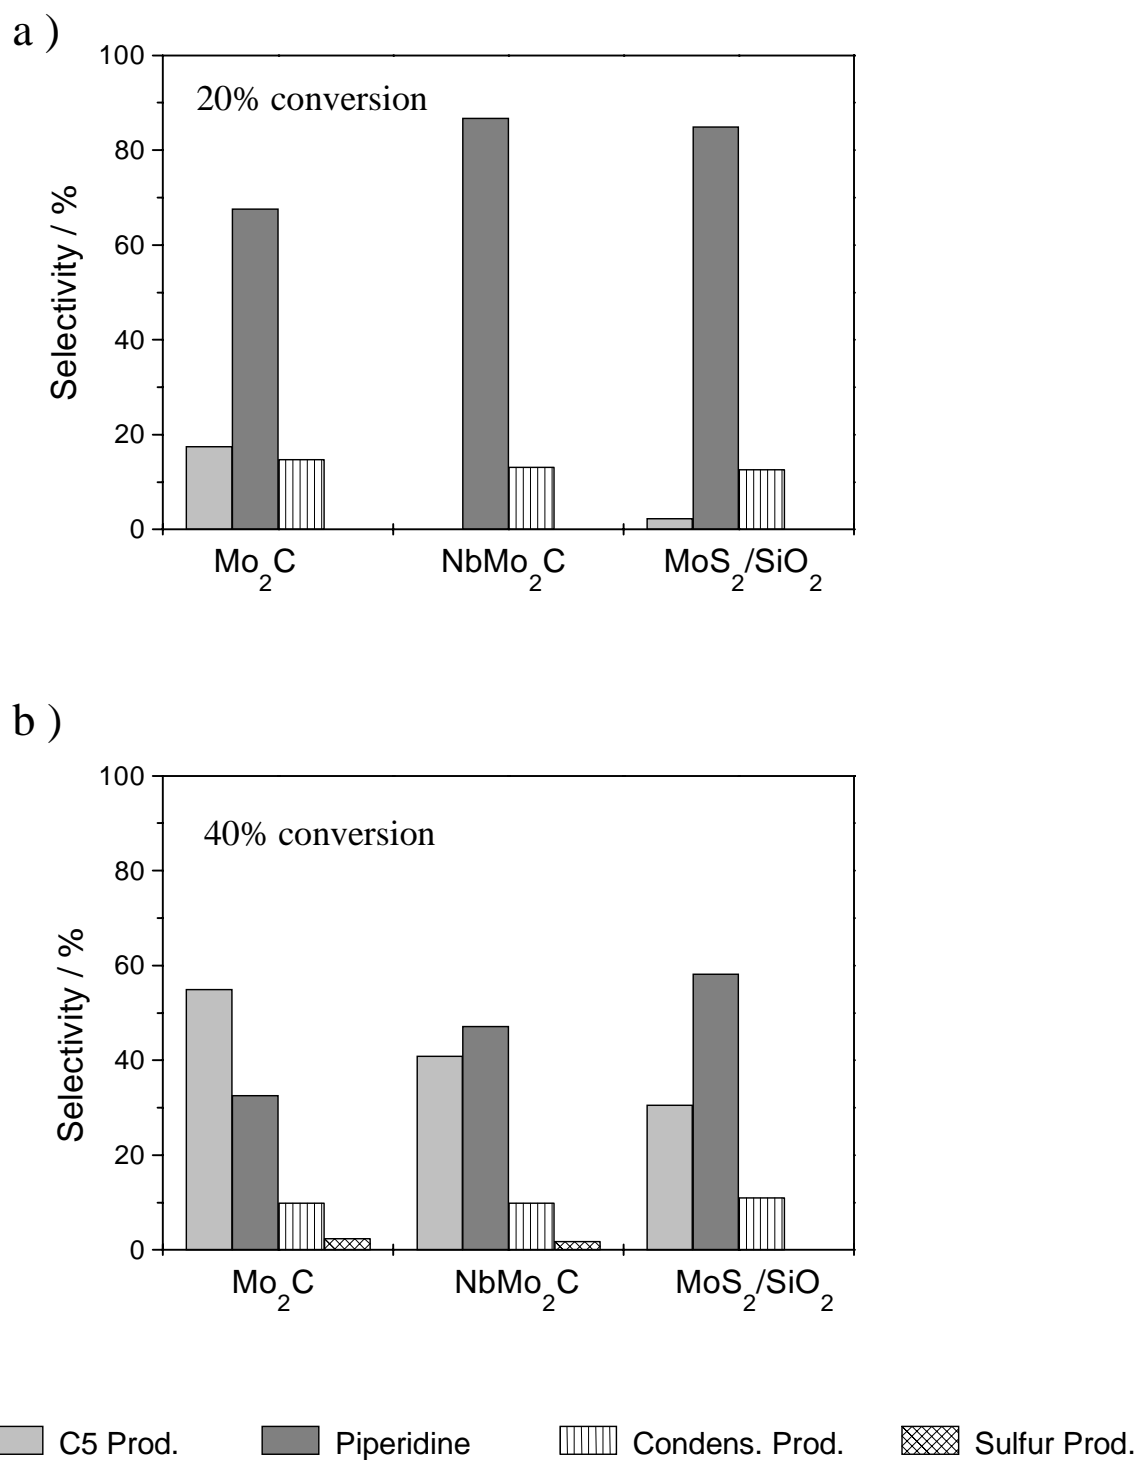 a )
100
80
60
40
20
0
Selectivity / %
20% conversion
Mo2C NbMo2C MoS2/SiO2
b )
100
80
60
40
20
0
Selectivity / %
40% conversion
Mo2C NbMo2C MoS2/SiO2
C5 Prod. Piperidine Condens. Prod. Sulfur Prod.